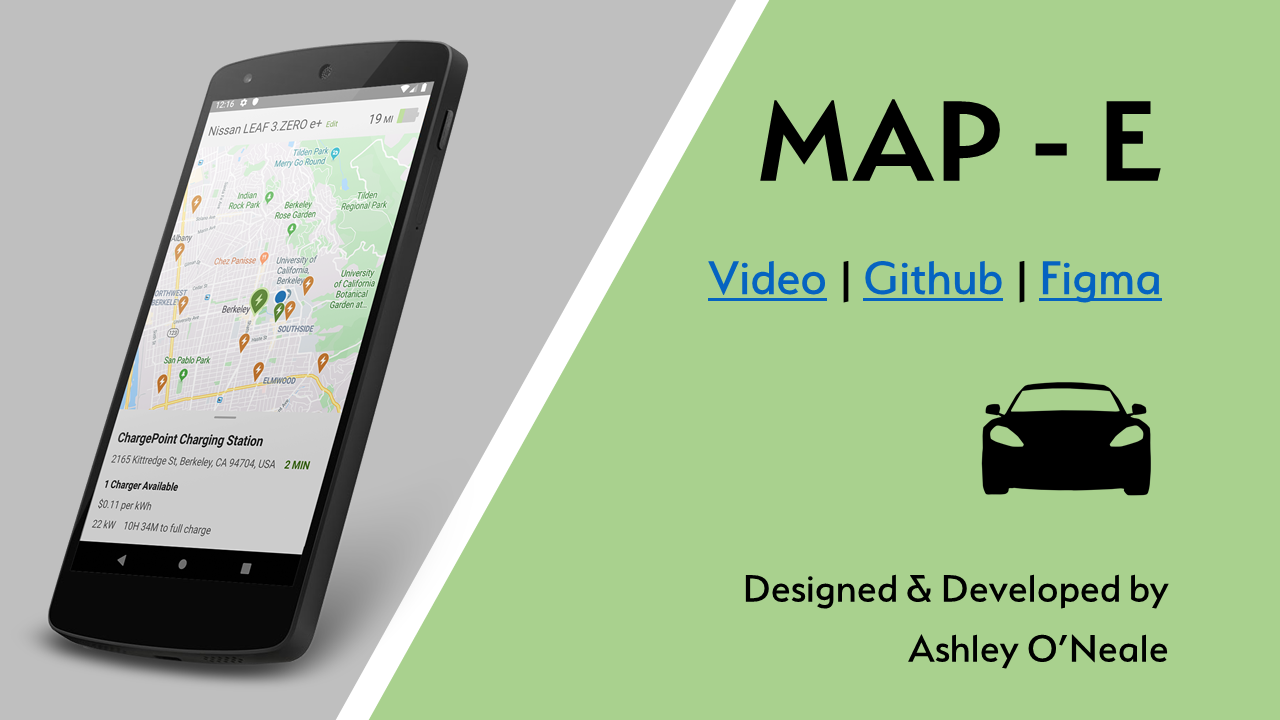 12:16
Nissan LEAF 3.ZERO e+ Edit 19 MI
Tilden Park
Merry Go Round
Indian
Rock Park
Berkeley
Rose Garden
Tilden
Regional Park
Albany
Chez Panisse
University of
California,
Berkeley
University
of California
Botanical
Garden at...
NORTHWEST
BERKELEY
Berkeley
University Ave
123
SOUTHSIDE
San Pablo Park
ELMWOOD
ChargePoint Charging Station
2165 Kittredge St, Berkeley, CA 94704, USA 2 MIN
1 Charger Available
$0.11 per kWh
22 kW 10H 34M to full charge
MAP - E
Video | Github | Figma
Designed & Developed by
Ashley O’Neale